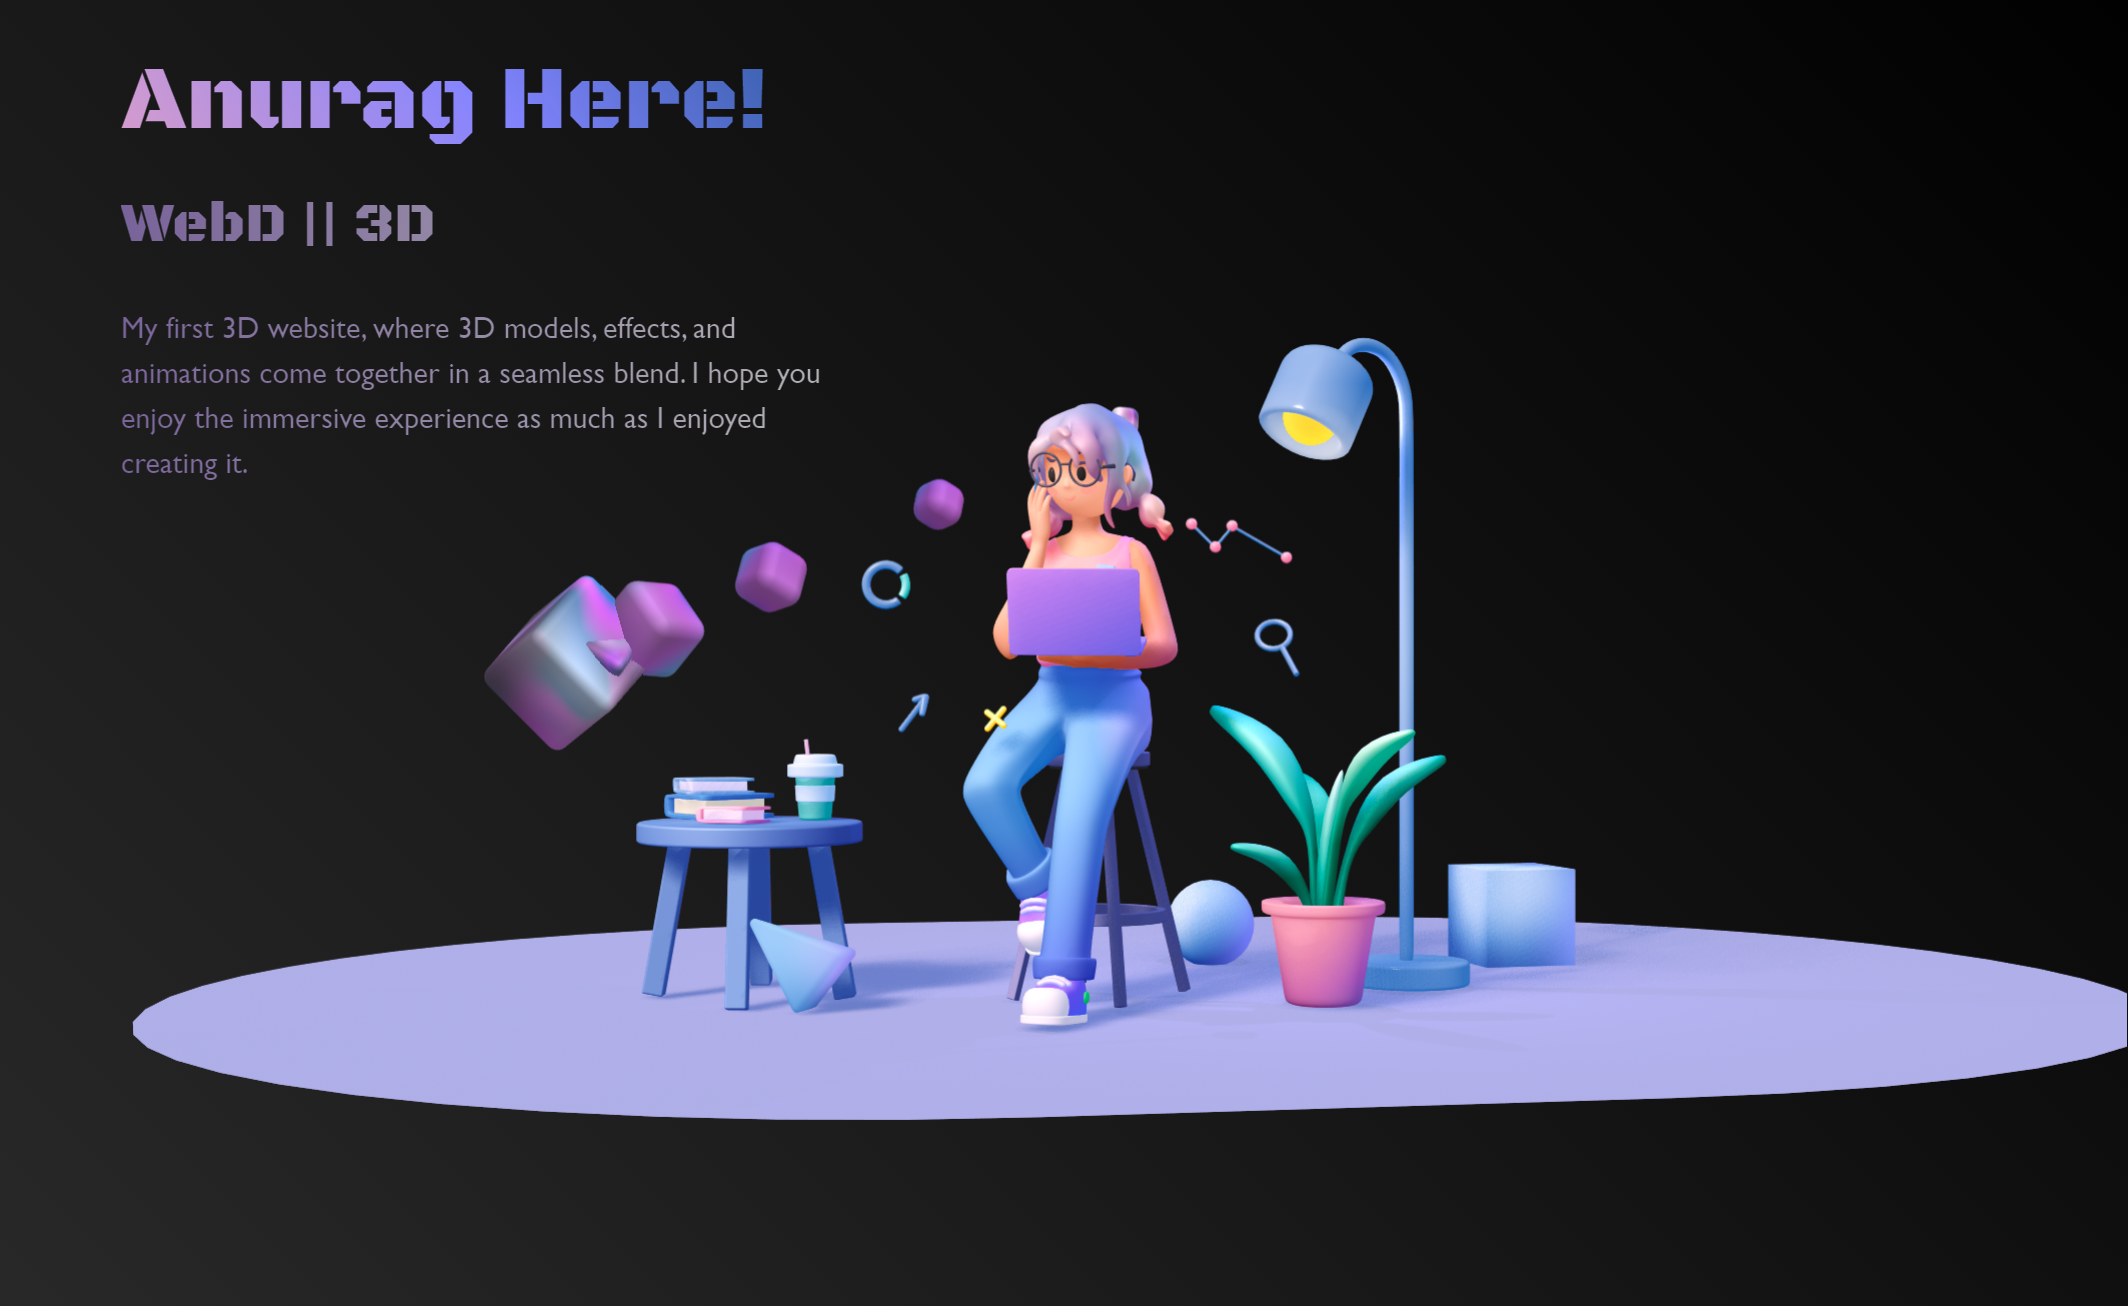 Anurag Here!
WebD || 3D
My first 3D website, where 3D models, effects, and
animations come together in a seamless blend. I hope you
enjoy the immersive experience as much as I enjoyed
creating it.